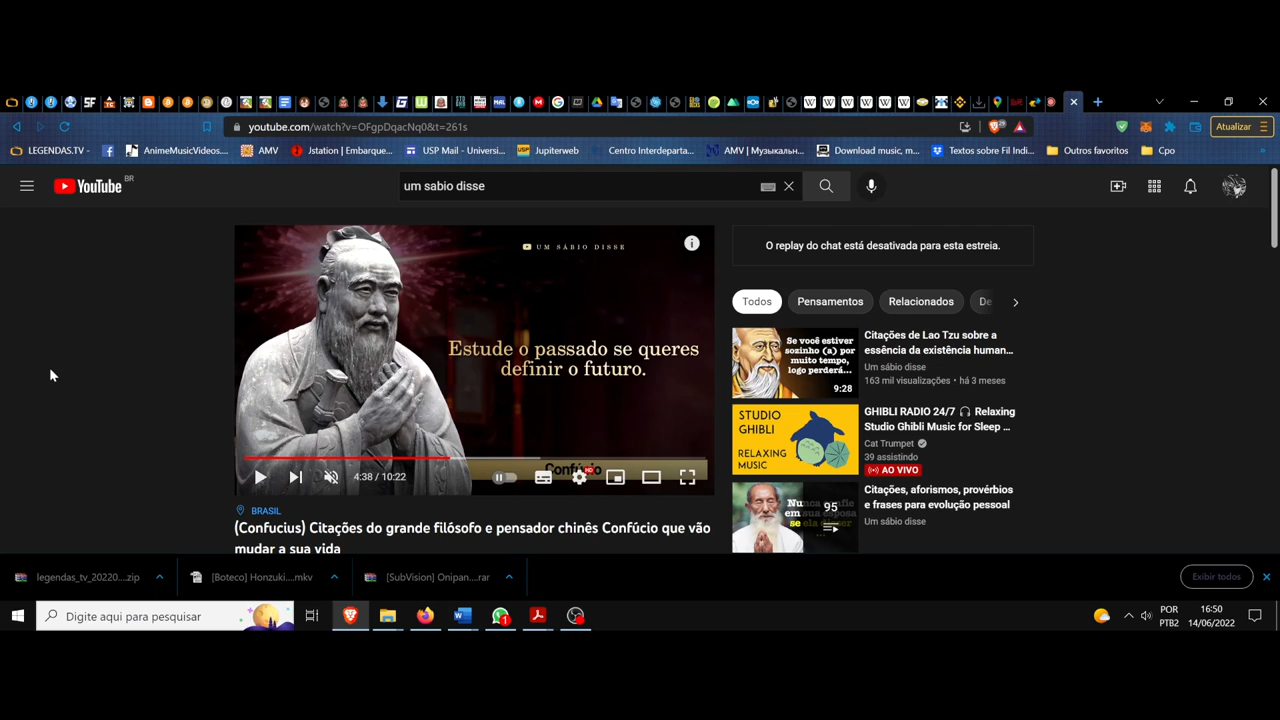 youtube.com/watch?v=OFgpDqacNq0&t=261s
Atualizar
LEGENDAS.TV -
AnimeMusicVideos...
AMV
Jstation | Embarque...
USP Mail - Universi...
Jupiterweb
Centro Interdeparta...
AMV | Музыкальн...
Download music, m...
Textos sobre Fil Indi...
Outros favoritos
Cpo
YouTube BR
um sabio disse
UM SÁBIO DISSE
Estude o passado se queres
definir o futuro.
Confúcio
4:38 / 10:22
HD
BRASIL
(Confucius) Citações do grande filósofo e pensador chinês Confúcio que vão
mudar a sua vida
O replay do chat está desativada para esta estreia.
Todos
Pensamentos
Relacionados
De
Se você estiver
sozinho (a) por
muito tempo,
logo perderá...
9:28
Citações de Lao Tzu sobre a
essência da existência human...
Um sábio disse
163 mil visualizações • há 3 meses
STUDIO
GHIBLI
RELAXING
MUSIC
GHIBLI RADIO 24/7 🎧 Relaxing
Studio Ghibli Music for Sleep ...
Cat Trumpet
39 assistindo
AO VIVO
95
Citações, aforismos, provérbios
e frases para evolução pessoal
Um sábio disse
legendas_tv_20220....zip
[Boteco] Honzuki....mkv
[SubVision] Onipan....rar
Exibir todos
Digite aqui para pesquisar
1
POR
PTB2
16:50
14/06/2022